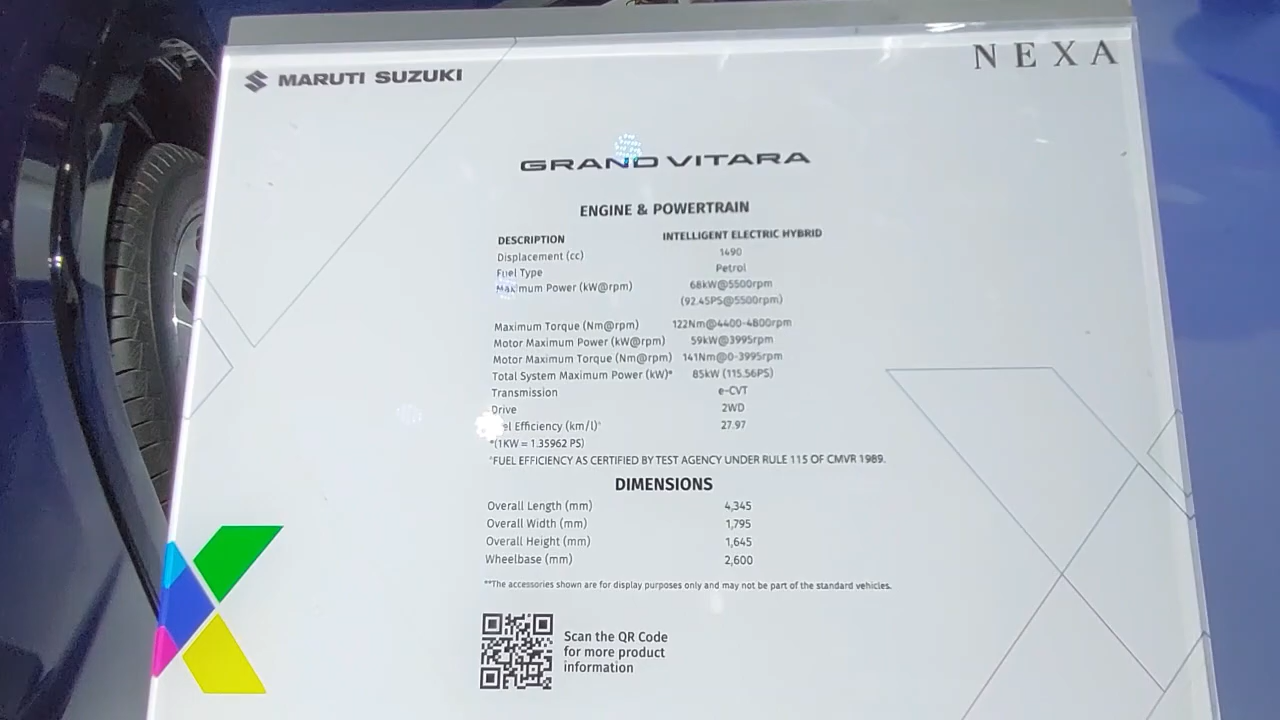 MARUTI SUZUKI
NEXA
GRAND VITARA
ENGINE & POWERTRAIN
DESCRIPTION INTELLIGENT ELECTRIC HYBRID
Displacement (cc) 1490
Fuel Type Petrol
Maximum Power (kW@rpm) 68kW@5500rpm
(92.45PS@5500rpm)
Maximum Torque (Nm@rpm) 122Nm@4400-4800rpm
Motor Maximum Power (kW@rpm) 59kW@3995rpm
Motor Maximum Torque (Nm@rpm) 141Nm@0-3995rpm
Total System Maximum Power (kW)* 85kW (115.56PS)
Transmission e-CVT
Drive 2WD
Fuel Efficiency (km/l)^ 27.97
*(1KW = 1.35962 PS)
^FUEL EFFICIENCY AS CERTIFIED BY TEST AGENCY UNDER RULE 115 OF CMVR 1989.
DIMENSIONS
Overall Length (mm) 4,345
Overall Width (mm) 1,795
Overall Height (mm) 1,645
Wheelbase (mm) 2,600
**The accessories shown are for display purposes only and may not be part of the standard vehicles.
Scan the QR Code
for more product
information